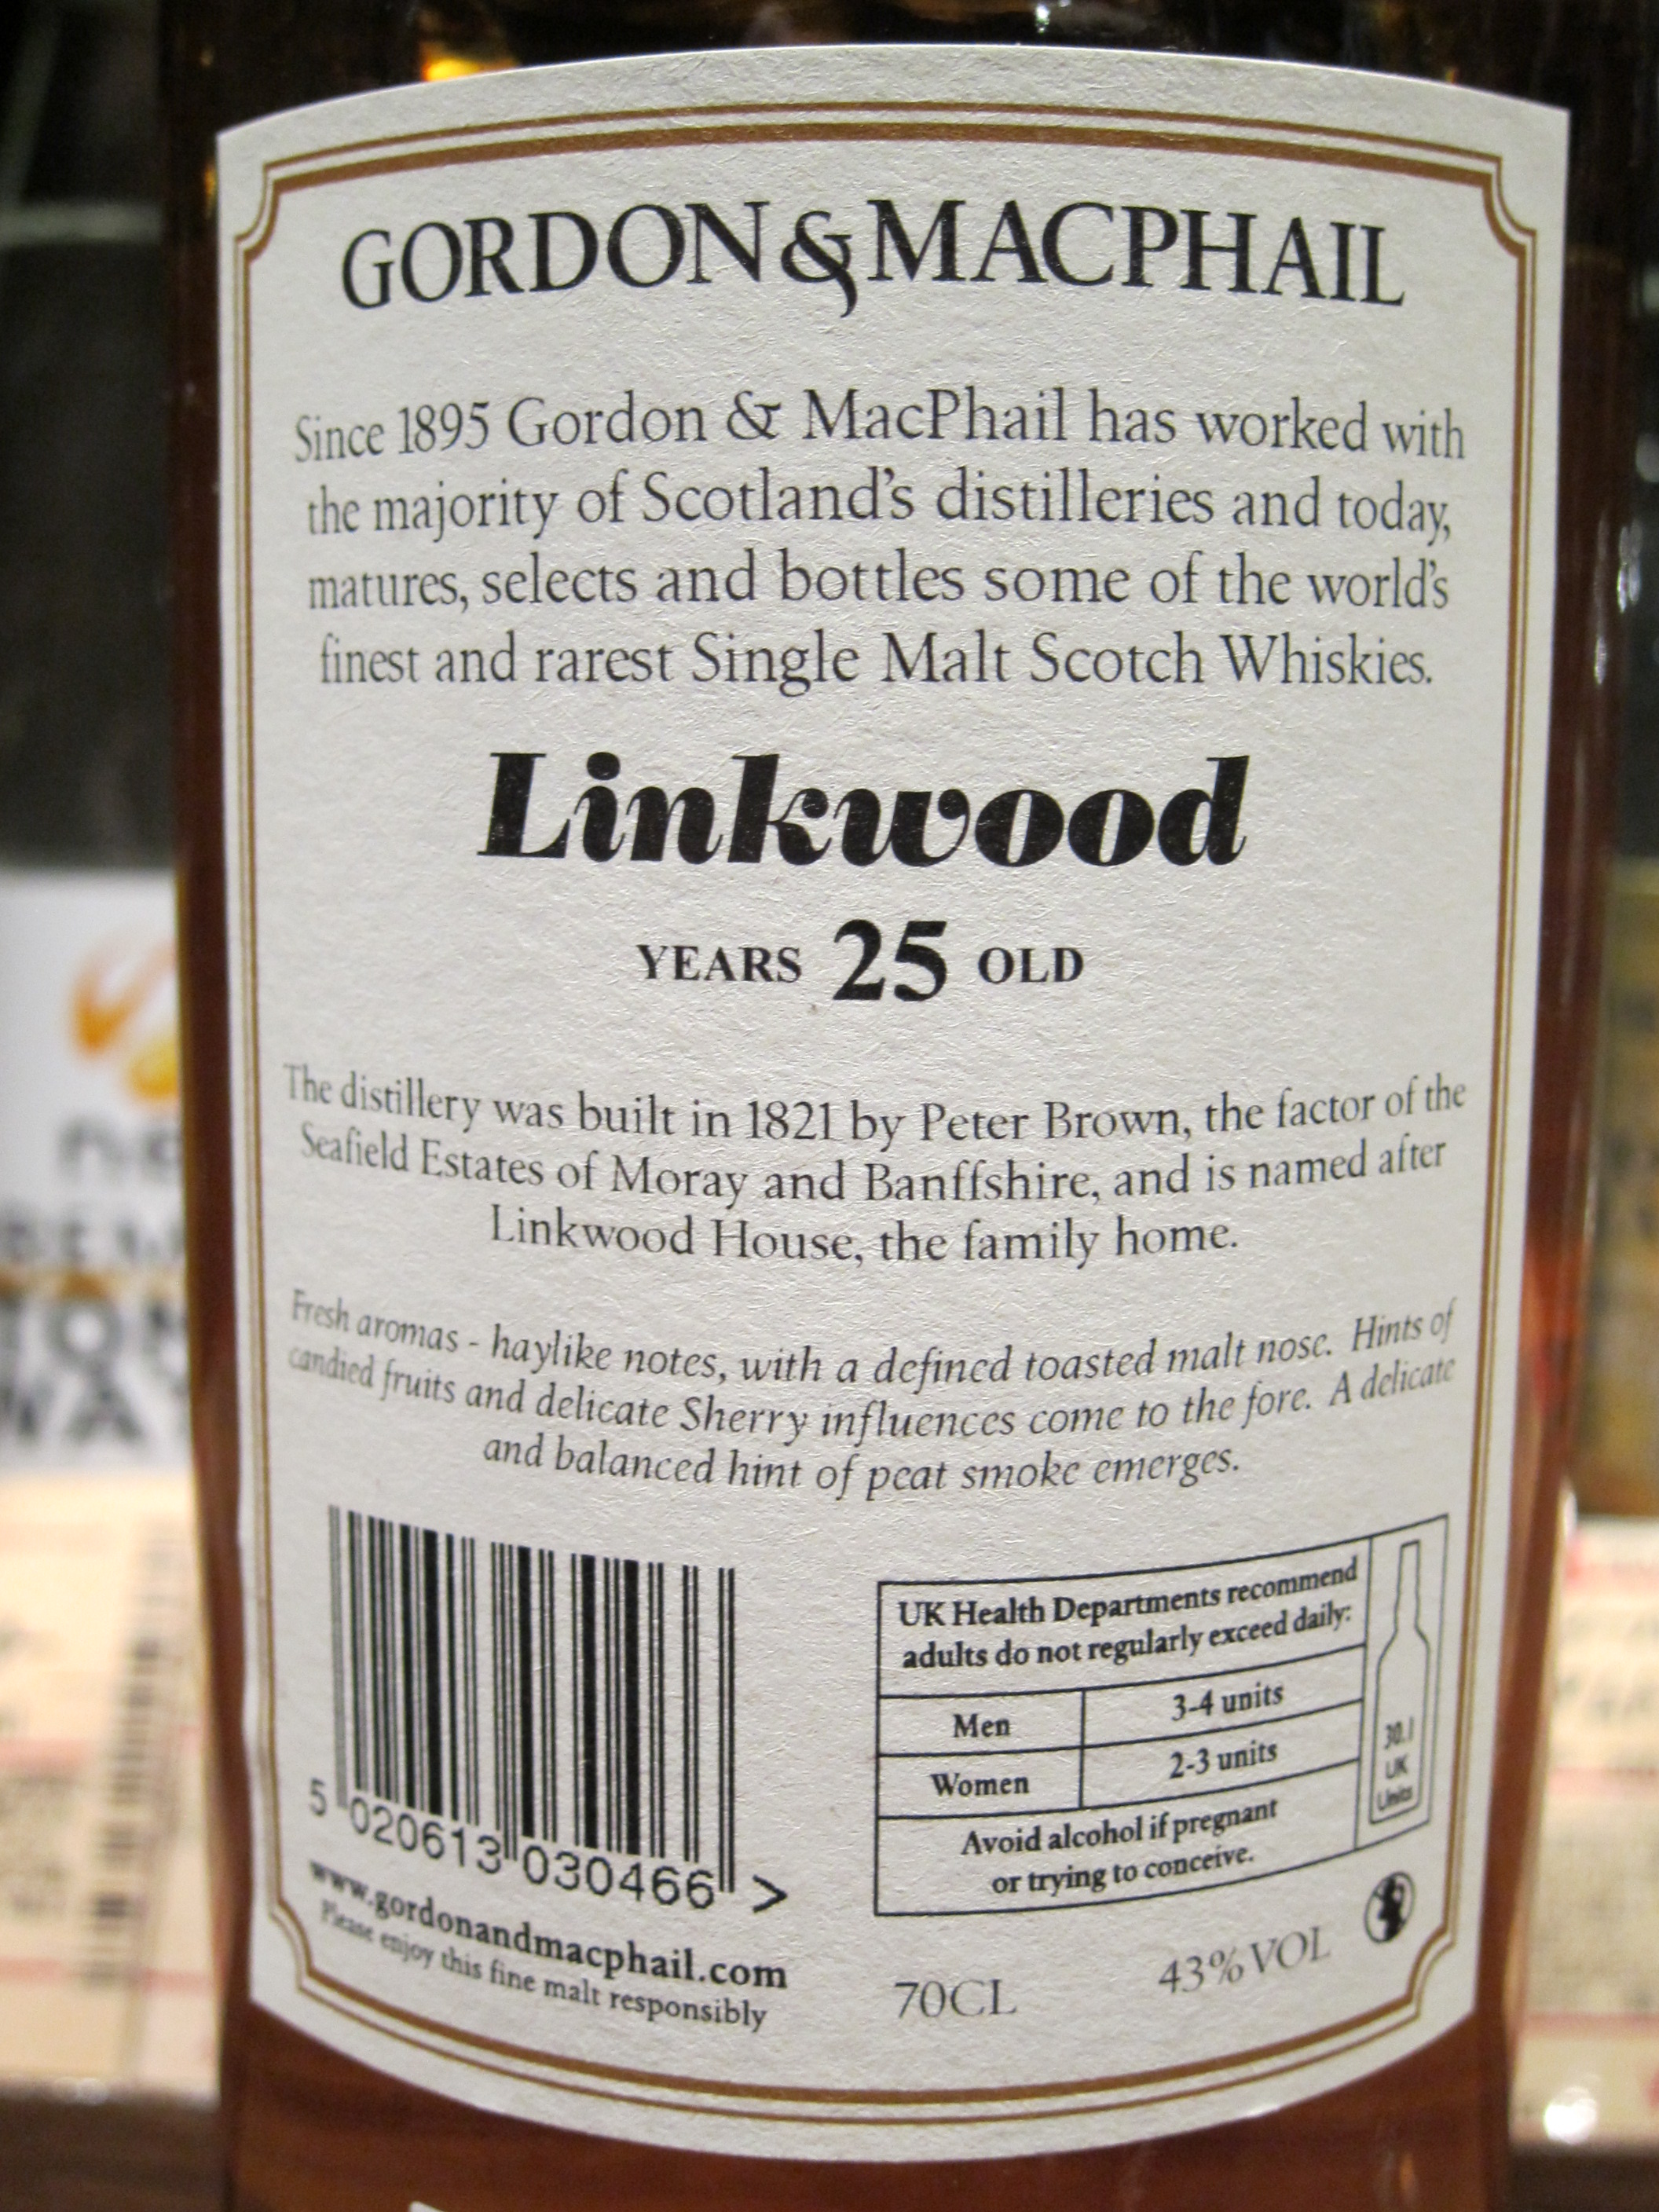 GORDON & MACPHAIL
Since 1895 Gordon & MacPhail has worked with
the majority of Scotland's distilleries and today,
matures, selects and bottles some of the world's
finest and rarest Single Malt Scotch Whiskies.
Linkwood
YEARS 25 OLD
The distillery was built in 1821 by Peter Brown, the factor of the
Seafield Estates of Moray and Banffshire, and is named after
Linkwood House, the family home.
Fresh aromas - haylike notes, with a defined toasted malt nose. Hints of
candied fruits and delicate Sherry influences come to the fore. A delicate
and balanced hint of peat smoke emerges.
UK Health Departments recommend
adults do not regularly exceed daily:
Men 3-4 units
Women 2-3 units
Avoid alcohol if pregnant
or trying to conceive.
30.1
UK
Units
5 020613 030466 >
www.gordonandmacphail.com
Please enjoy this fine malt responsibly
70CL
43% VOL